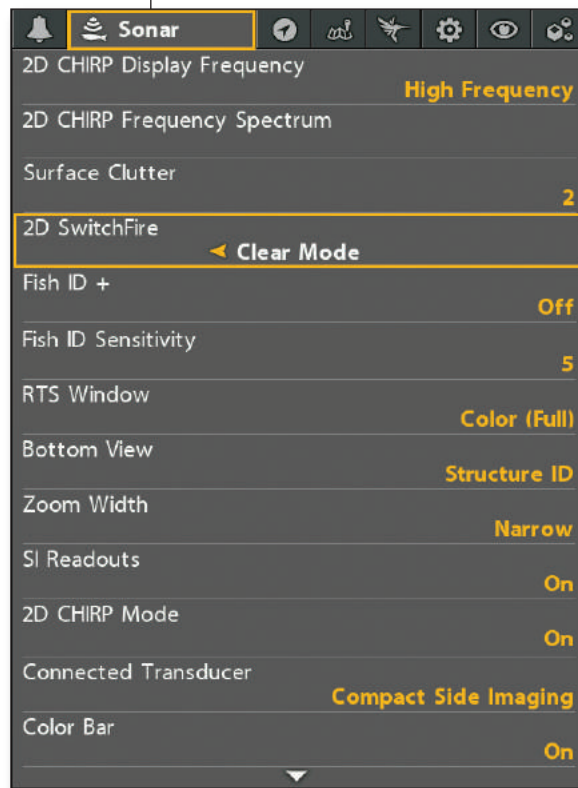 Sonar
2D CHIRP Display Frequency
High Frequency
2D CHIRP Frequency Spectrum
Surface Clutter
2
2D SwitchFire
Clear Mode
Fish ID +
Off
Fish ID Sensitivity
5
RTS Window
Color (Full)
Bottom View
Structure ID
Zoom Width
Narrow
SI Readouts
On
2D CHIRP Mode
On
Connected Transducer
Compact Side Imaging
Color Bar
On